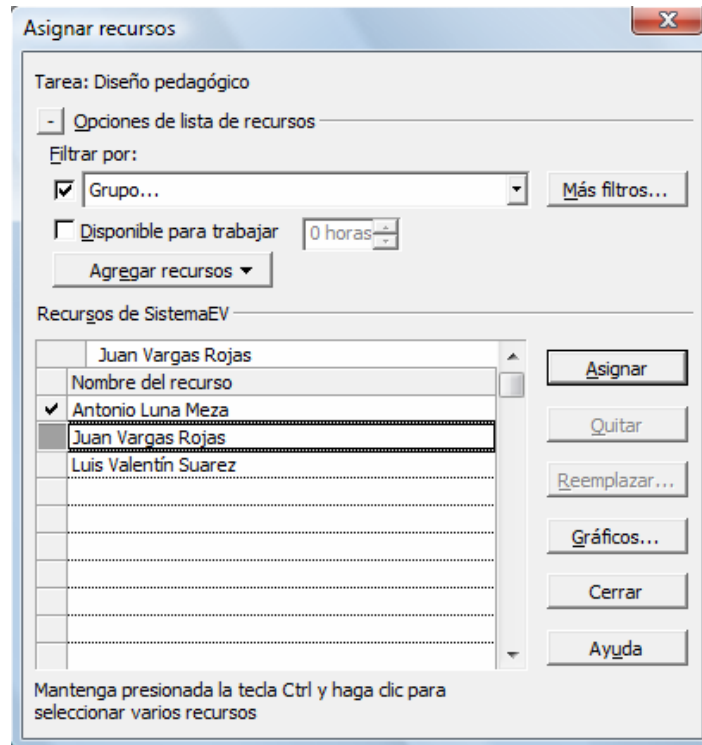 Asignar recursos
Tarea: Diseño pedagógico
- Opciones de lista de recursos
Filtrar por:
Grupo...
Más filtros...
Disponible para trabajar
0 horas
Agregar recursos
Recursos de SistemaEV
Juan Vargas Rojas
Nombre del recurso
Antonio Luna Meza
Juan Vargas Rojas
Luis Valentín Suarez
Asignar
Quitar
Reemplazar...
Gráficos...
Cerrar
Ayuda
Mantenga presionada la tecla Ctrl y haga clic para
seleccionar varios recursos